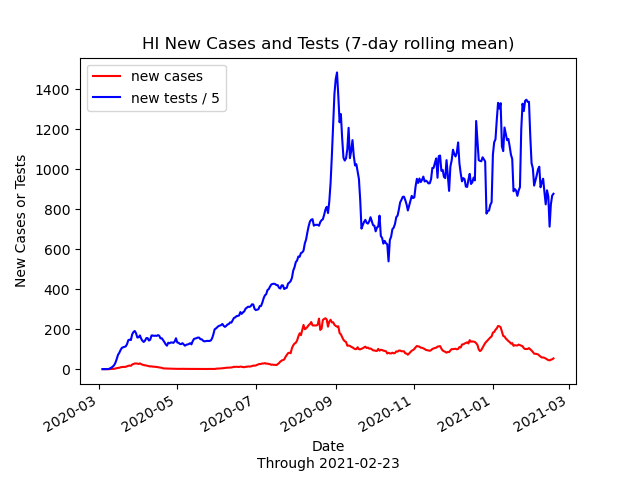 HI New Cases and Tests (7-day rolling mean)
new cases
new tests / 5
New Cases or Tests
1400
1200
1000
800
600
400
200
0
2020-03
2020-05
2020-07
2020-09
2020-11
2021-01
2021-03
Date
Through 2021-02-23